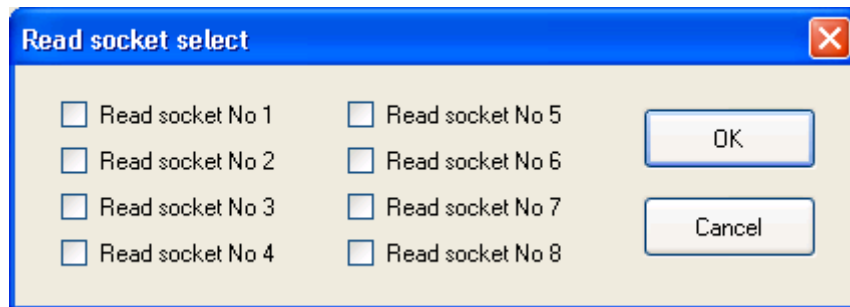 Read socket select
Read socket No 1
Read socket No 2
Read socket No 3
Read socket No 4
Read socket No 5
Read socket No 6
Read socket No 7
Read socket No 8
OK
Cancel